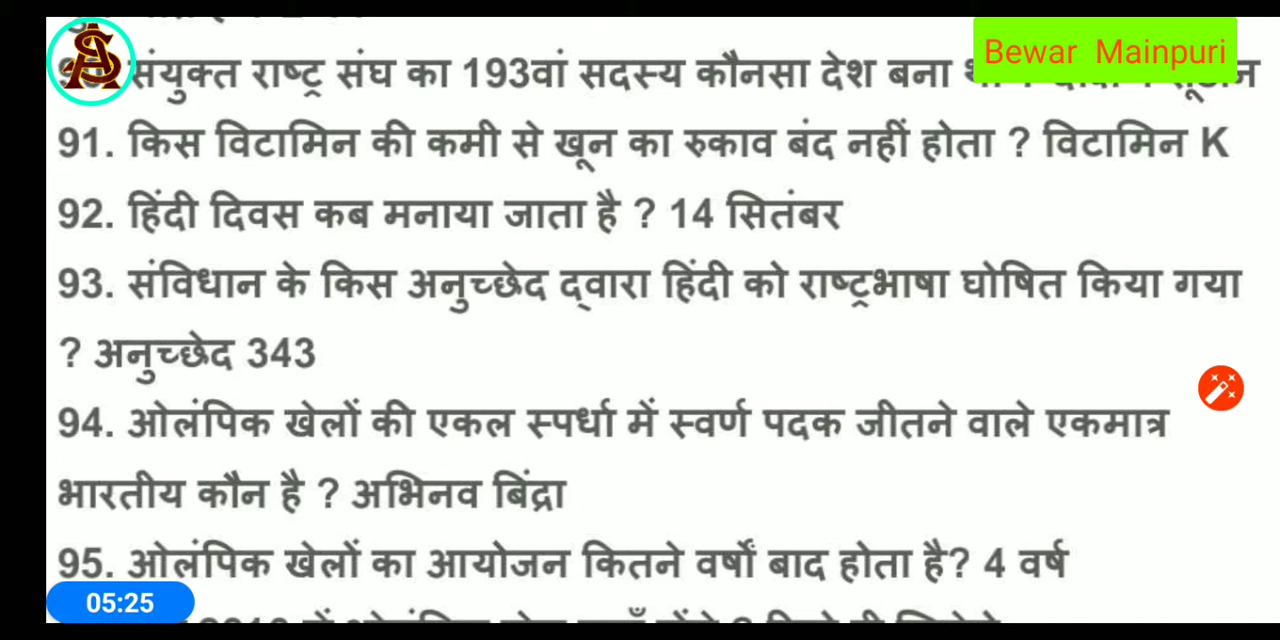 Bewar Mainpuri
संयुक्त राष्ट्र संघ का 193वां सदस्य कौनसा देश बना
91. किस विटामिन की कमी से खून का रुकाव बंद नहीं होता ? विटामिन K
92. हिंदी दिवस कब मनाया जाता है ? 14 सितंबर
93. संविधान के किस अनुच्छेद द्वारा हिंदी को राष्ट्रभाषा घोषित किया गया
? अनुच्छेद 343
94. ओलंपिक खेलों की एकल स्पर्धा में स्वर्ण पदक जीतने वाले एकमात्र
भारतीय कौन है ? अभिनव बिंद्रा
95. ओलंपिक खेलों का आयोजन कितने वर्षों बाद होता है? 4 वर्ष
05:25